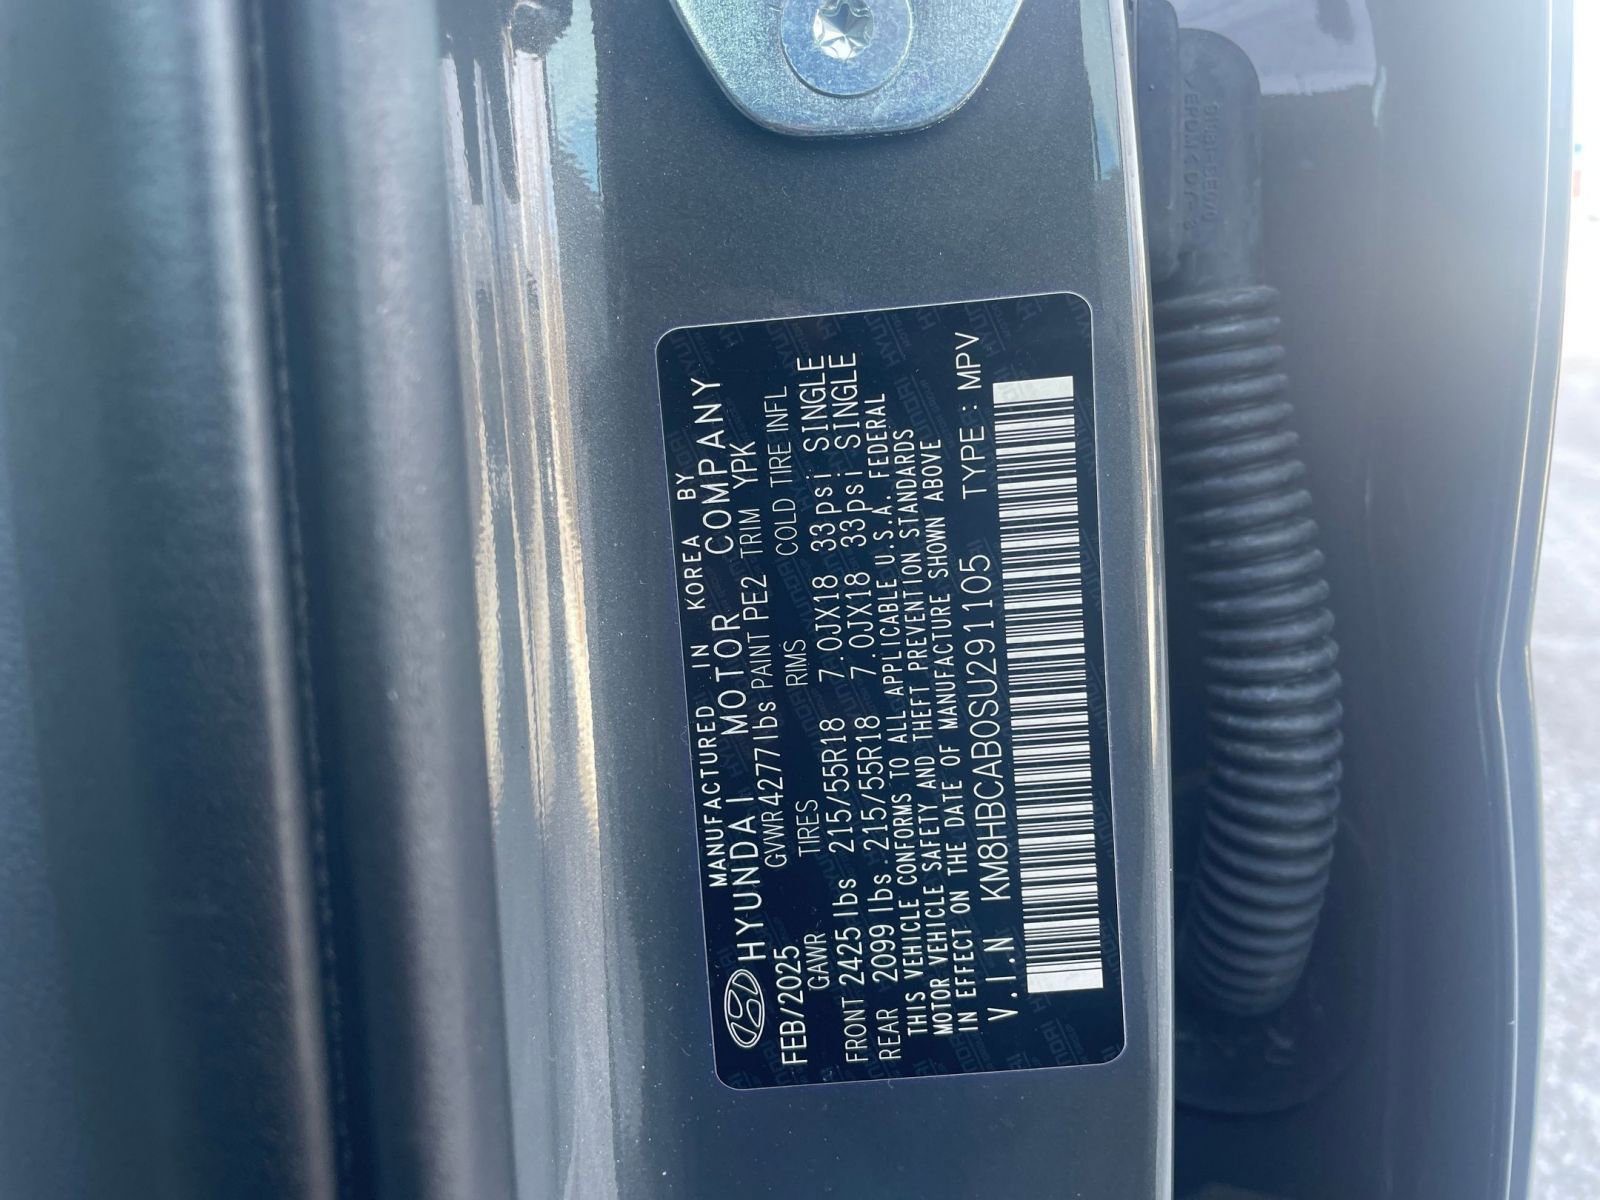 MANUFACTURED IN KOREA BY
HYUNDAI MOTOR COMPANY
FEB/2025 GVWR 4277lbs PAINT PE2 TRIM YPK
GAWR TIRES RIMS COLD TIRE INFL
FRONT 2425lbs 215/55R18 7.0JX18 33psi SINGLE
REAR 2099lbs.215/55R18 7.0JX18 33psi SINGLE
THIS VEHICLE CONFORMS TO ALL APPLICABLE U.S.A. FEDERAL
MOTOR VEHICLE SAFETY AND THEFT PREVENTION STANDARDS
IN EFFECT ON THE DATE OF MANUFACTURE SHOWN ABOVE
V.I.N KM8HBCAB0SU291105 TYPE: MPV